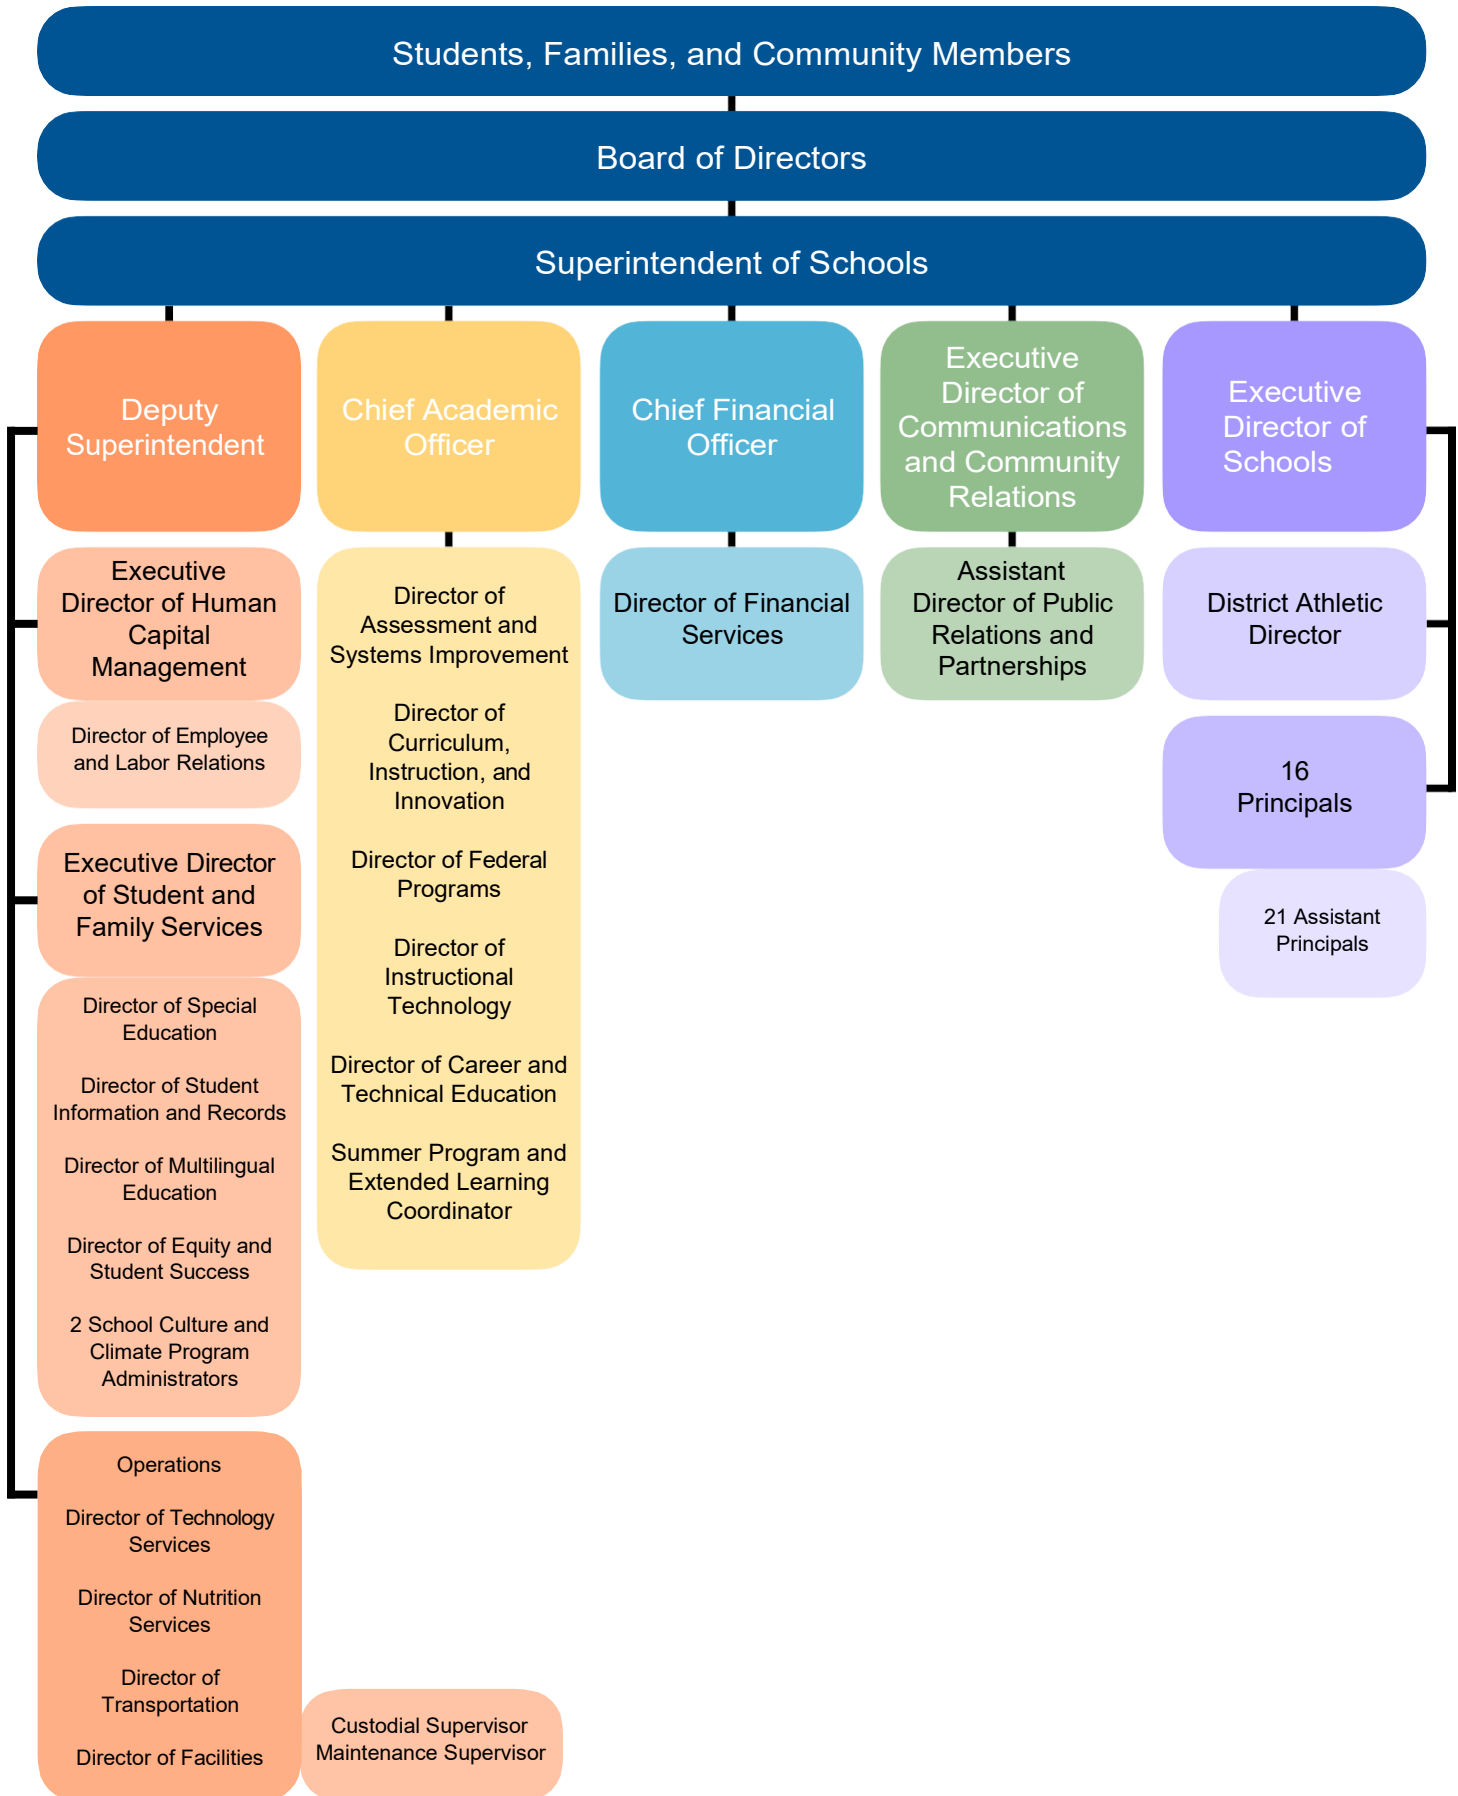 Students, Families, and Community Members
Board of Directors
Superintendent of Schools
Deputy
Superintendent
Executive
Director of Human
Capital
Management
Director of Employee
and Labor Relations
Executive Director
of Student and
Family Services
Director of Special
Education
Director of Student
Information and Records
Director of Multilingual
Education
Director of Equity and
Student Success
2 School Culture and
Climate Program
Administrators
Operations
Director of Technology
Services
Director of Nutrition
Services
Director of
Transportation
Director of Facilities
Custodial Supervisor
Maintenance Supervisor
Chief Academic
Officer
Director of
Assessment and
Systems Improvement
Director of
Curriculum,
Instruction, and
Innovation
Director of Federal
Programs
Director of
Instructional
Technology
Director of Career and
Technical Education
Summer Program and
Extended Learning
Coordinator
Chief Financial
Officer
Director of Financial
Services
Executive
Director of
Communications
and Community
Relations
Assistant
Director of Public
Relations and
Partnerships
Executive
Director of
Schools
District Athletic
Director
16
Principals
21 Assistant
Principals